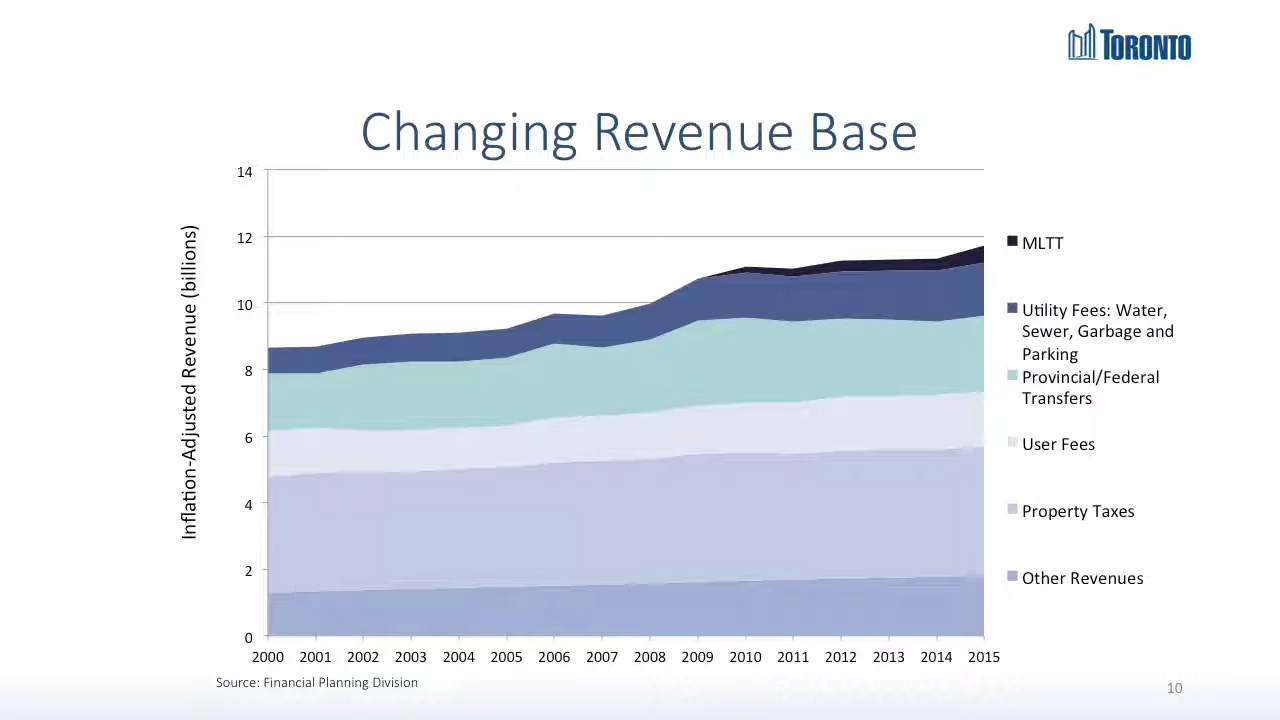 TORONTO
Changing Revenue Base
14
12
10
8
6
4
2
0
Inflation-Adjusted Revenue (billions)
2000 2001 2002 2003 2004 2005 2006 2007 2008 2009 2010 2011 2012 2013 2014 2015
MLTT
Utility Fees: Water,
Sewer, Garbage and
Parking
Provincial/Federal
Transfers
User Fees
Property Taxes
Other Revenues
Source: Financial Planning Division
10